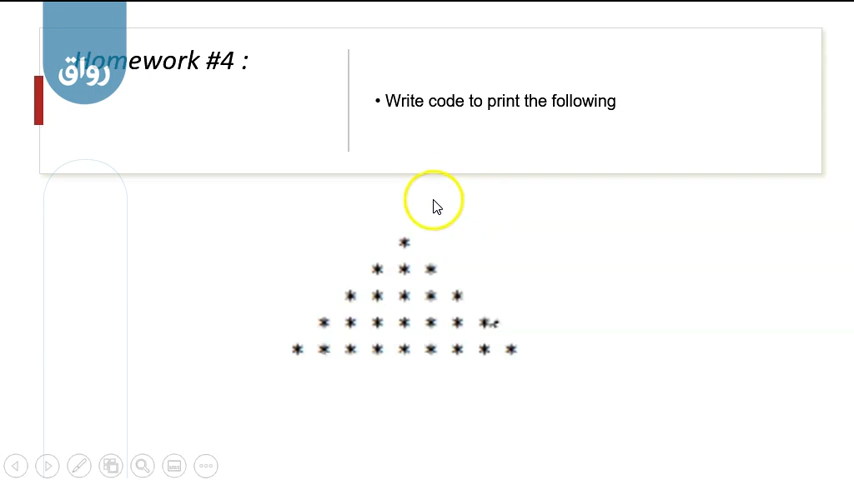 Homework #4 :
رواق
• Write code to print the following
*
* * *
* * * * *
* * * * * * *
* * * * * * * * *